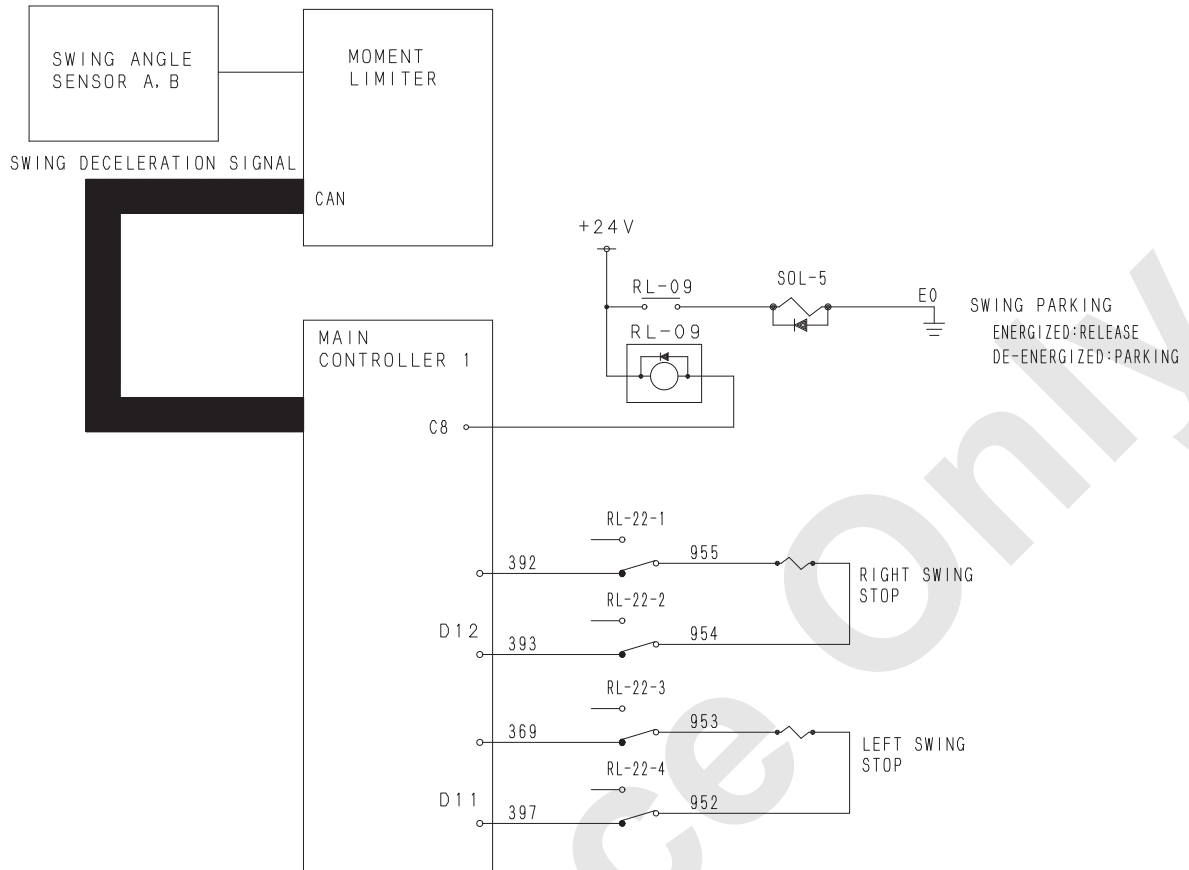 SWING ANGLE
SENSOR A, B
MOMENT
LIMITER
SWING DECELERATION SIGNAL
CAN
+24V
RL-09
SOL-5
E0
SWING PARKING
ENERGIZED:RELEASE
DE-ENERGIZED:PARKING
RL-09
MAIN
CONTROLLER 1
C8
RL-22-1
392
955
RIGHT SWING
STOP
RL-22-2
D12
393
954
RL-22-3
369
953
LEFT SWING
STOP
RL-22-4
D11
397
952
ce Only